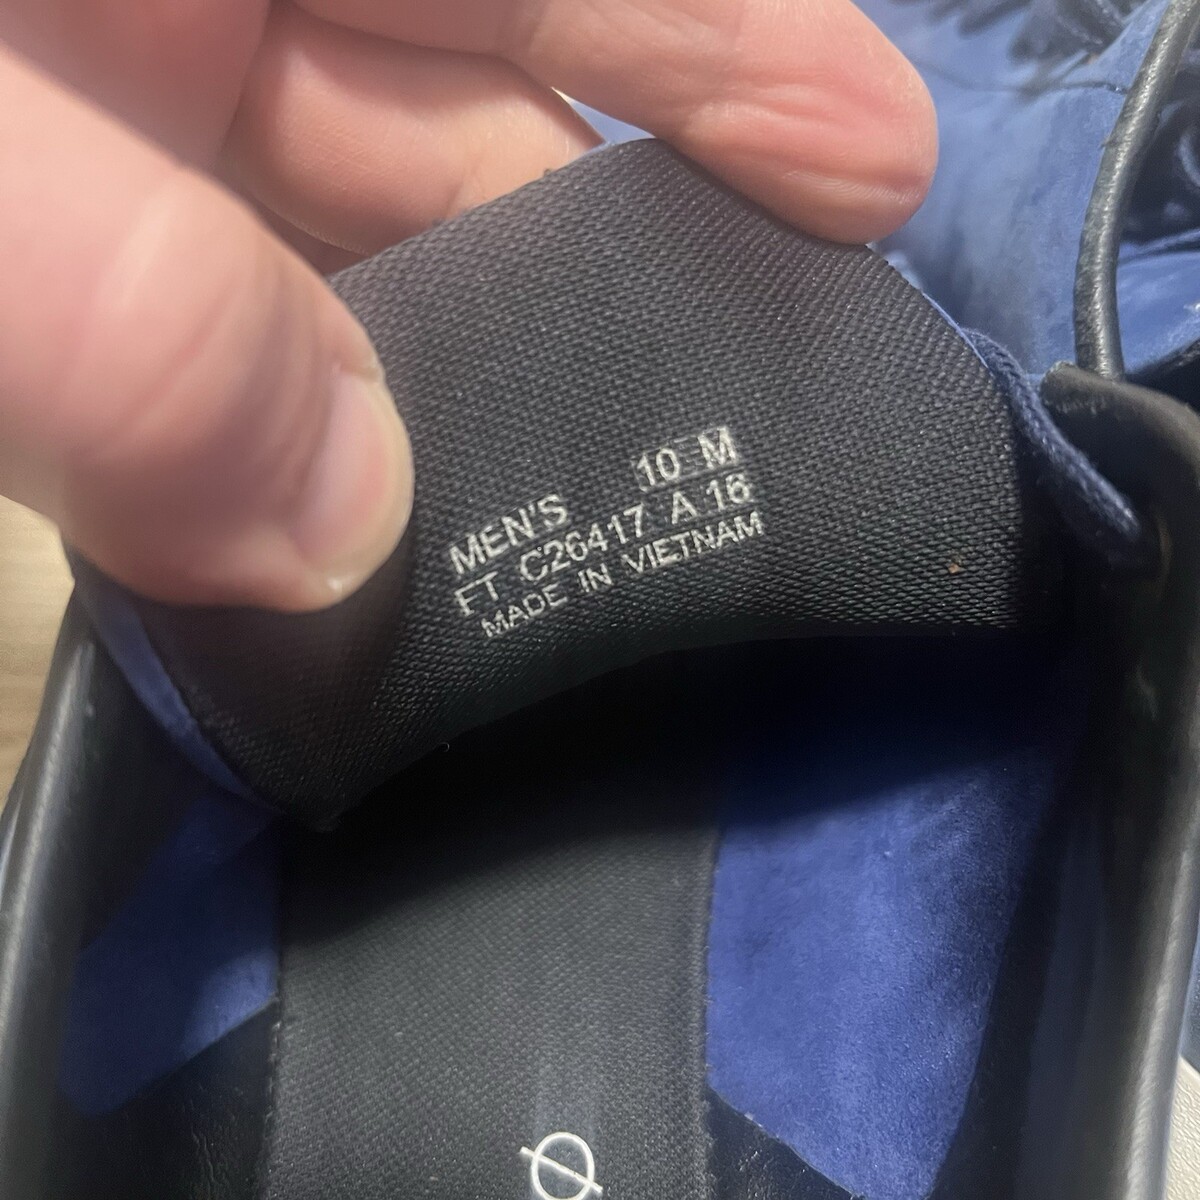 MEN'S 10 M
FT C26417 A 16
MADE IN VIETNAM